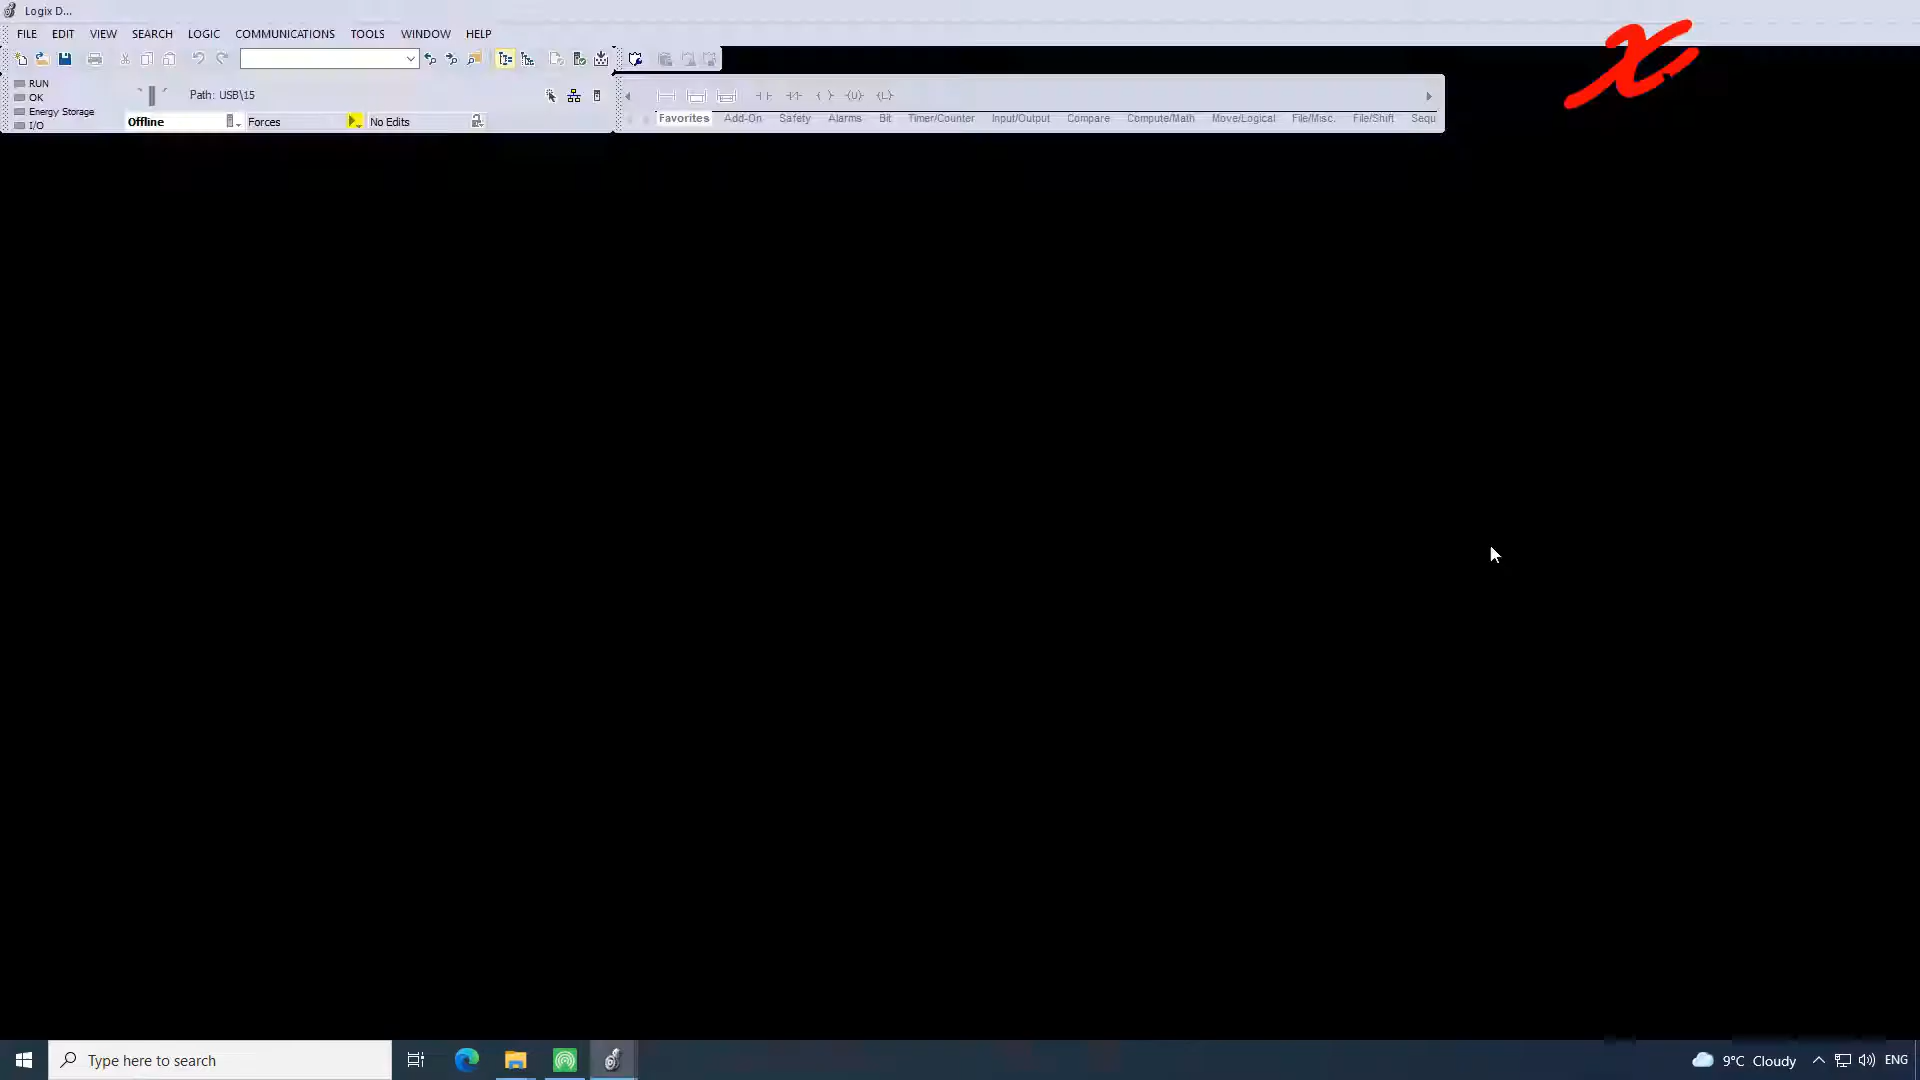 Logix D...
FILE EDIT VIEW SEARCH LOGIC COMMUNICATIONS TOOLS WINDOW HELP
RUN
OK
Energy Storage
I/O
Path: USB\15
Offline Forces No Edits
Favorites Add-On Safety Alarms Bit Timer/Counter Input/Output Compare Compute/Math Move/Logical File/Misc. File/Shift Sequ
Type here to search
9°C Cloudy
ENG